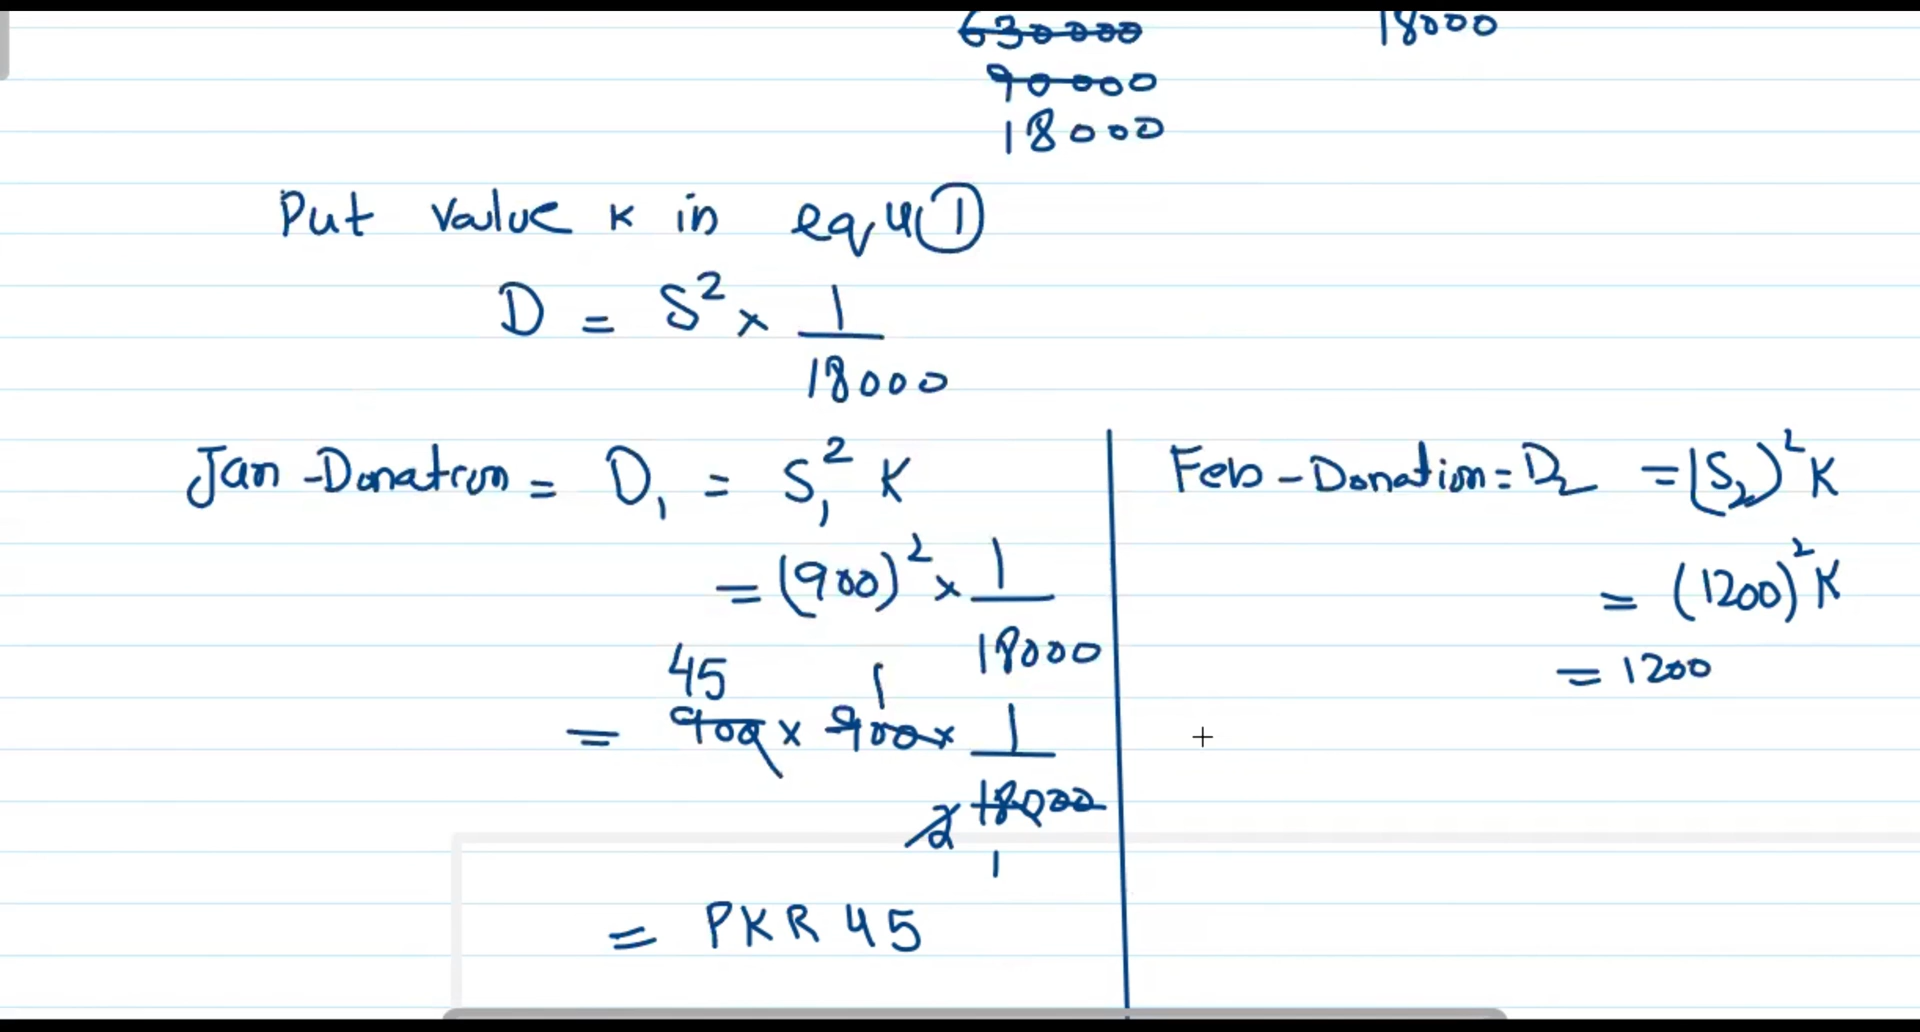 630000
18000
90000
18000
Put value K in equ ①
D = S² × 1
18000
Jan - Donation = D₁ = S₁² K
= (900)² × 1
18000
45 1
= 900 × 900 × 1
18000
2
1
= PKR 45
Feb - Donation = D₂ = (S₂)² K
= (1200)² K
= 1200